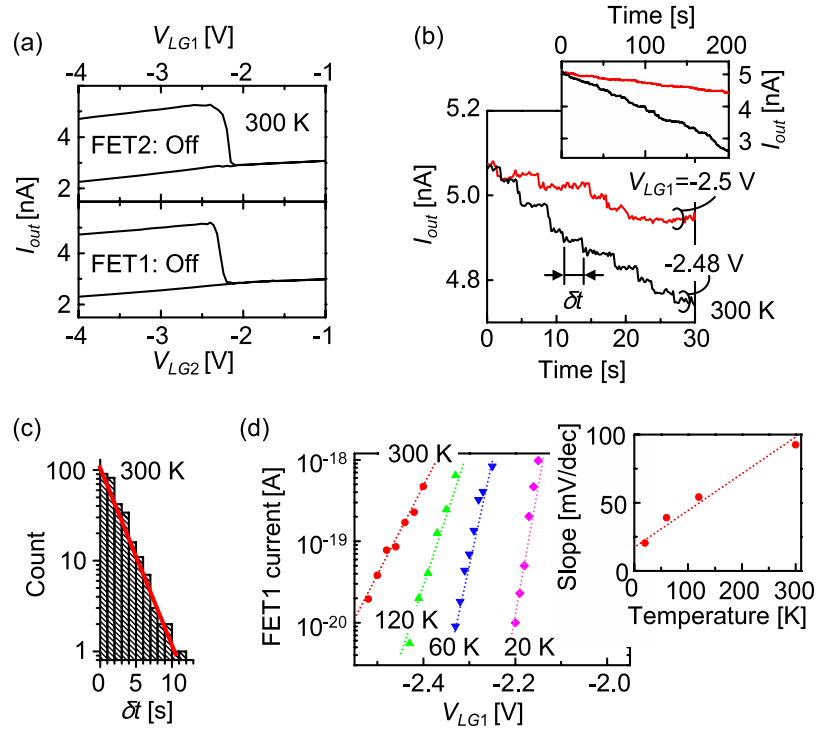 (a)
V_LG1 [V]
-4 -3 -2 -1
4
2
300 K
FET2: Off
I_out [nA]
4
2
FET1: Off
-4 -3 -2 -1
V_LG2 [V]
(b)
Time [s]
0 100 200
5
4
3
I_out [nA]
5.2
5.0
4.8
I_out [nA]
V_LG1=-2.5 V
-2.48 V
δt
300 K
0 10 20 30
Time [s]
(c)
300 K
100
10
1
Count
0 5 10
δt [s]
(d)
10^-18
10^-19
10^-20
FET1 current [A]
300 K
120 K
60 K
20 K
-2.4 -2.2 -2.0
V_LG1 [V]
100
50
0
Slope [mV/dec]
0 100 200 300
Temperature [K]